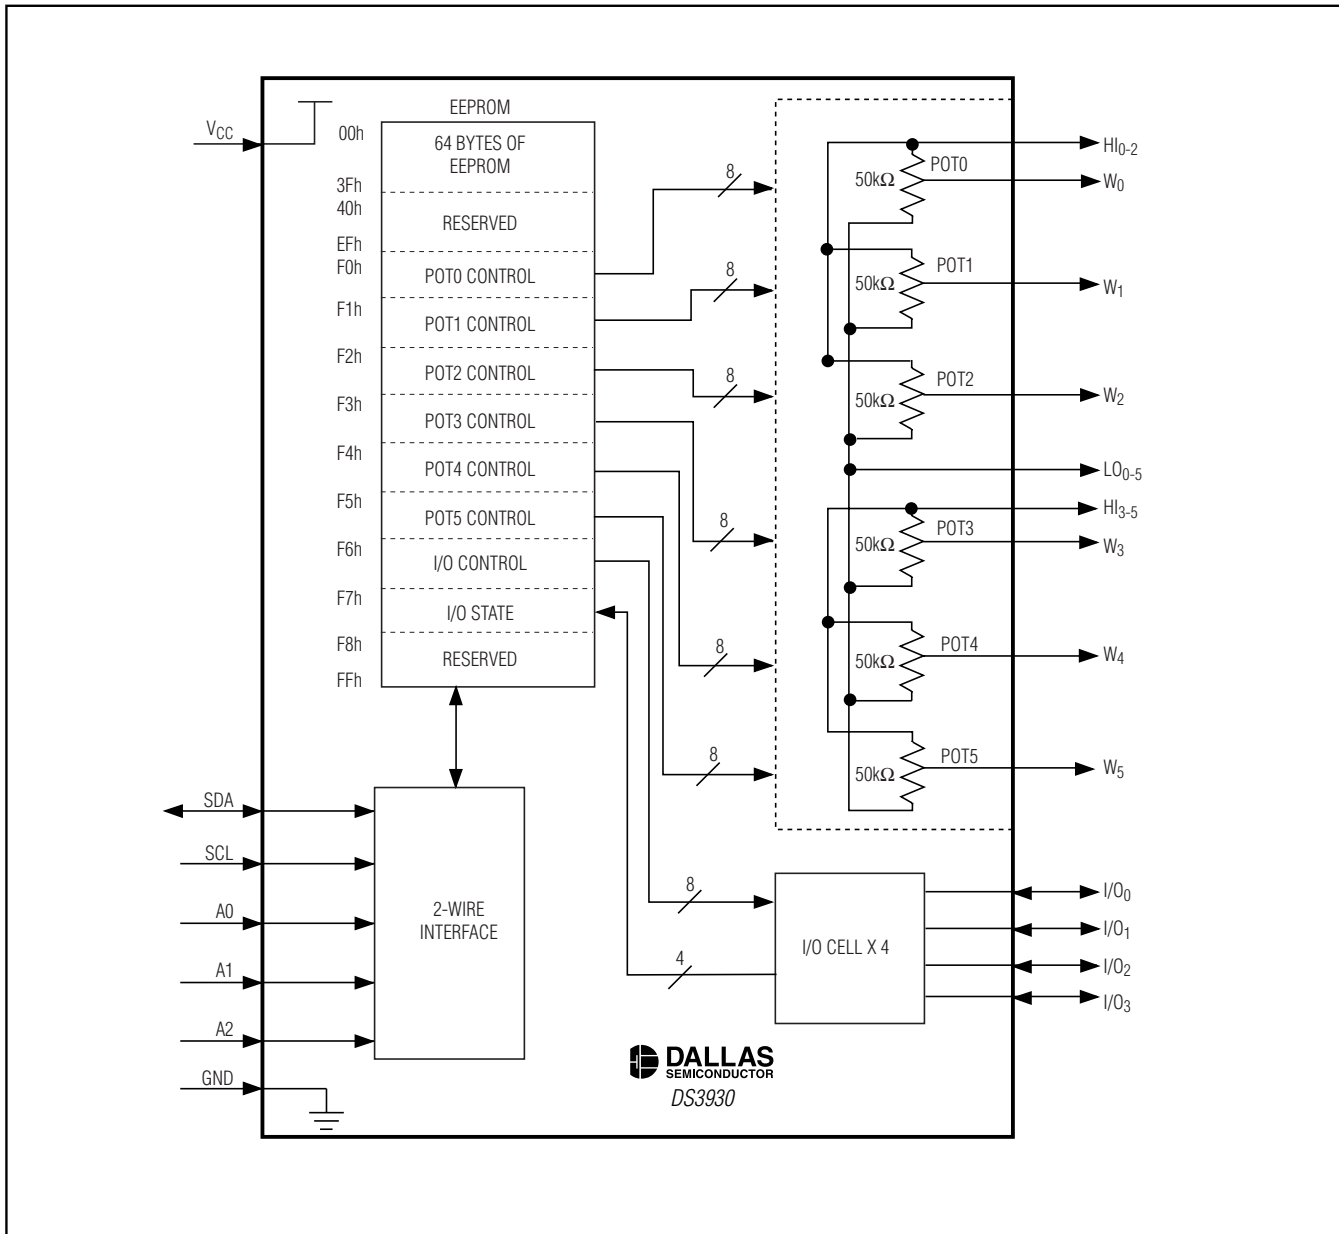 EEPROM
V_CC
00h
64 BYTES OF
EEPROM
3Fh
40h
RESERVED
EFh
F0h
POT0 CONTROL
F1h
POT1 CONTROL
F2h
POT2 CONTROL
F3h
POT3 CONTROL
F4h
POT4 CONTROL
F5h
POT5 CONTROL
F6h
I/O CONTROL
F7h
I/O STATE
F8h
RESERVED
FFh
8
8
8
8
8
8
8
4
HI0-2
POT0
50kΩ
W0
POT1
50kΩ
W1
POT2
50kΩ
W2
LO0-5
HI3-5
POT3
50kΩ
W3
POT4
50kΩ
W4
POT5
50kΩ
W5
SDA
SCL
A0
A1
A2
GND
2-WIRE
INTERFACE
I/O CELL X 4
I/O0
I/O1
I/O2
I/O3
DALLAS
SEMICONDUCTOR
DS3930